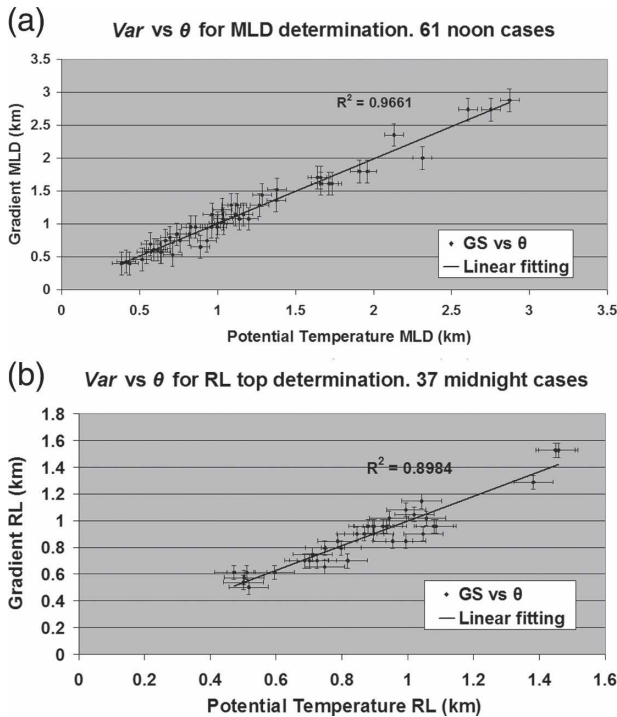 (a)
Var vs θ for MLD determination. 61 noon cases
3.5
3
2.5
2
1.5
1
0.5
0
Gradient MLD (km)
R² = 0.9661
GS vs θ
Linear fitting
0 0.5 1 1.5 2 2.5 3 3.5
Potential Temperature MLD (km)
(b)
Var vs θ for RL top determination. 37 midnight cases
1.8
1.6
1.4
1.2
1
0.8
0.6
0.4
0.2
0
Gradient RL (km)
R² = 0.8984
GS vs θ
Linear fitting
0 0.2 0.4 0.6 0.8 1 1.2 1.4 1.6
Potential Temperature RL (km)